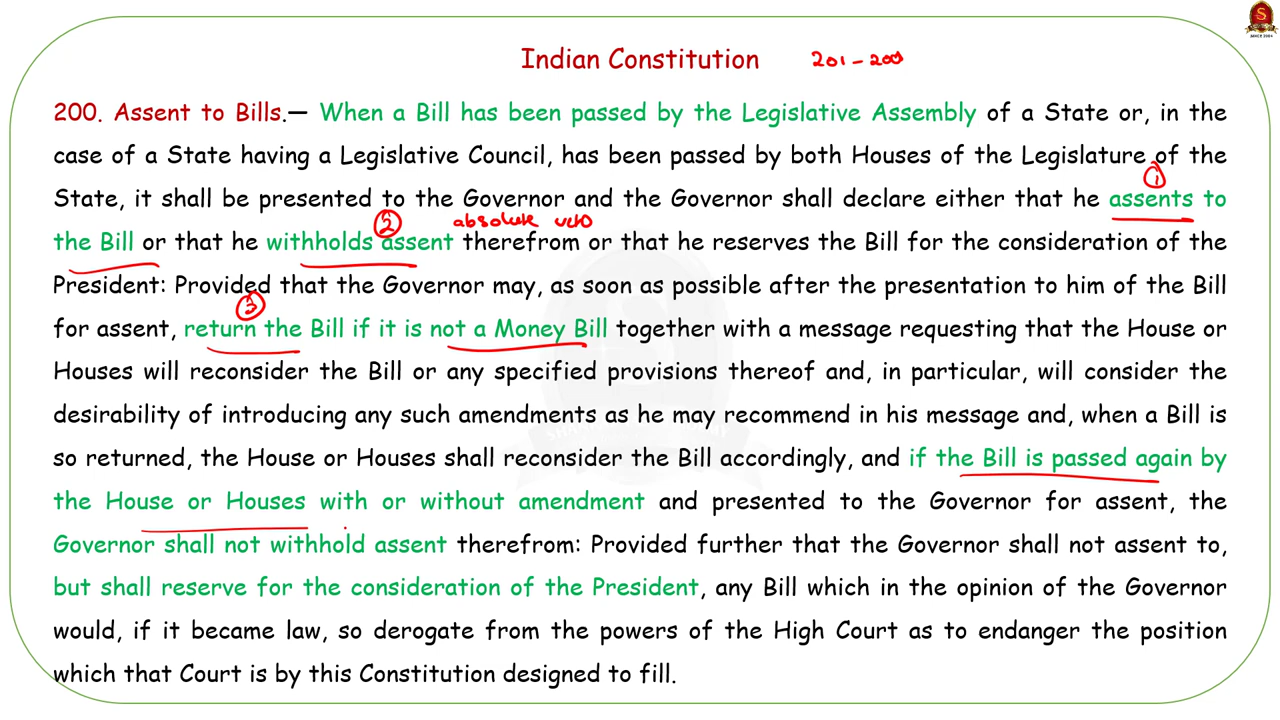 S
SINCE 2004
Indian Constitution 201 - 200
200. Assent to Bills.— When a Bill has been passed by the Legislative Assembly of a State or, in the
case of a State having a Legislative Council, has been passed by both Houses of the Legislature of the
1
State, it shall be presented to the Governor and the Governor shall declare either that he assents to
2 absolute veto
the Bill or that he withholds assent therefrom or that he reserves the Bill for the consideration of the
President: Provided that the Governor may, as soon as possible after the presentation to him of the Bill
3
for assent, return the Bill if it is not a Money Bill together with a message requesting that the House or
Houses will reconsider the Bill or any specified provisions thereof and, in particular, will consider the
desirability of introducing any such amendments as he may recommend in his message and, when a Bill is
so returned, the House or Houses shall reconsider the Bill accordingly, and if the Bill is passed again by
the House or Houses with or without amendment and presented to the Governor for assent, the
Governor shall not withhold assent therefrom: Provided further that the Governor shall not assent to,
but shall reserve for the consideration of the President, any Bill which in the opinion of the Governor
would, if it became law, so derogate from the powers of the High Court as to endanger the position
which that Court is by this Constitution designed to fill.